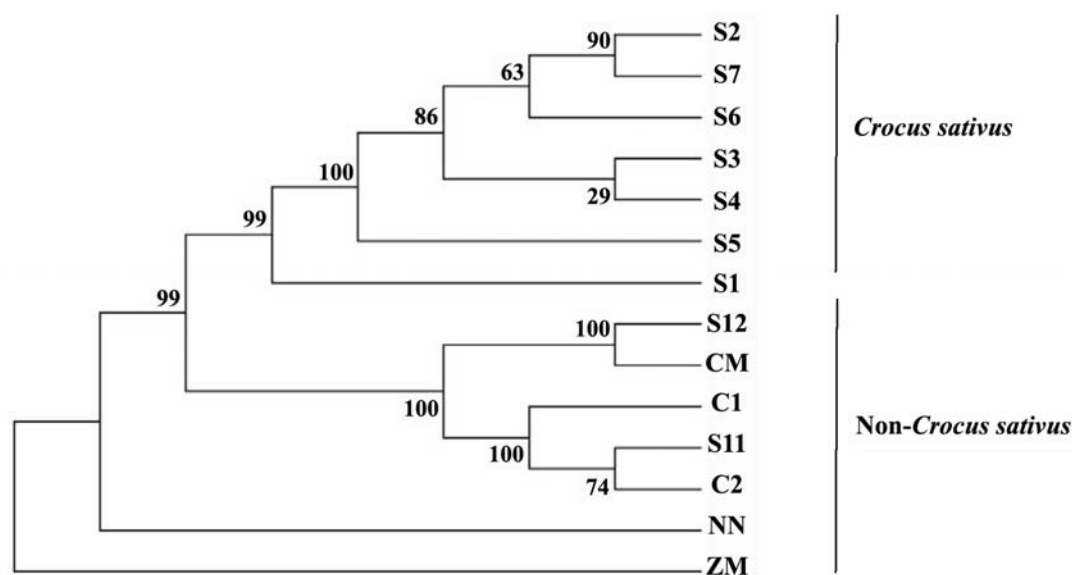 S2
90
S7
63
S6
86
S3
100
29
S4
99
S5
99
S1
Crocus sativus
S12
100
CM
100
C1
100
S11
74
C2
NN
ZM
Non-Crocus sativus